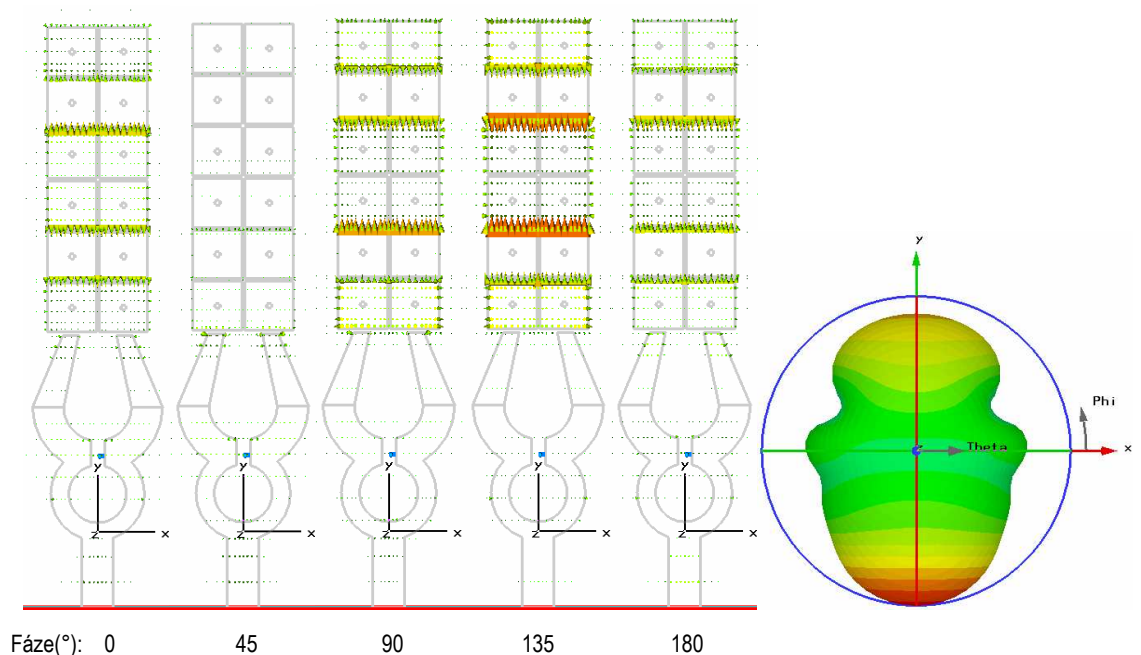 y
Phi
Theta
x
y y y y y
z x z x z x z x z x
Fáze(°): 0 45 90 135 180